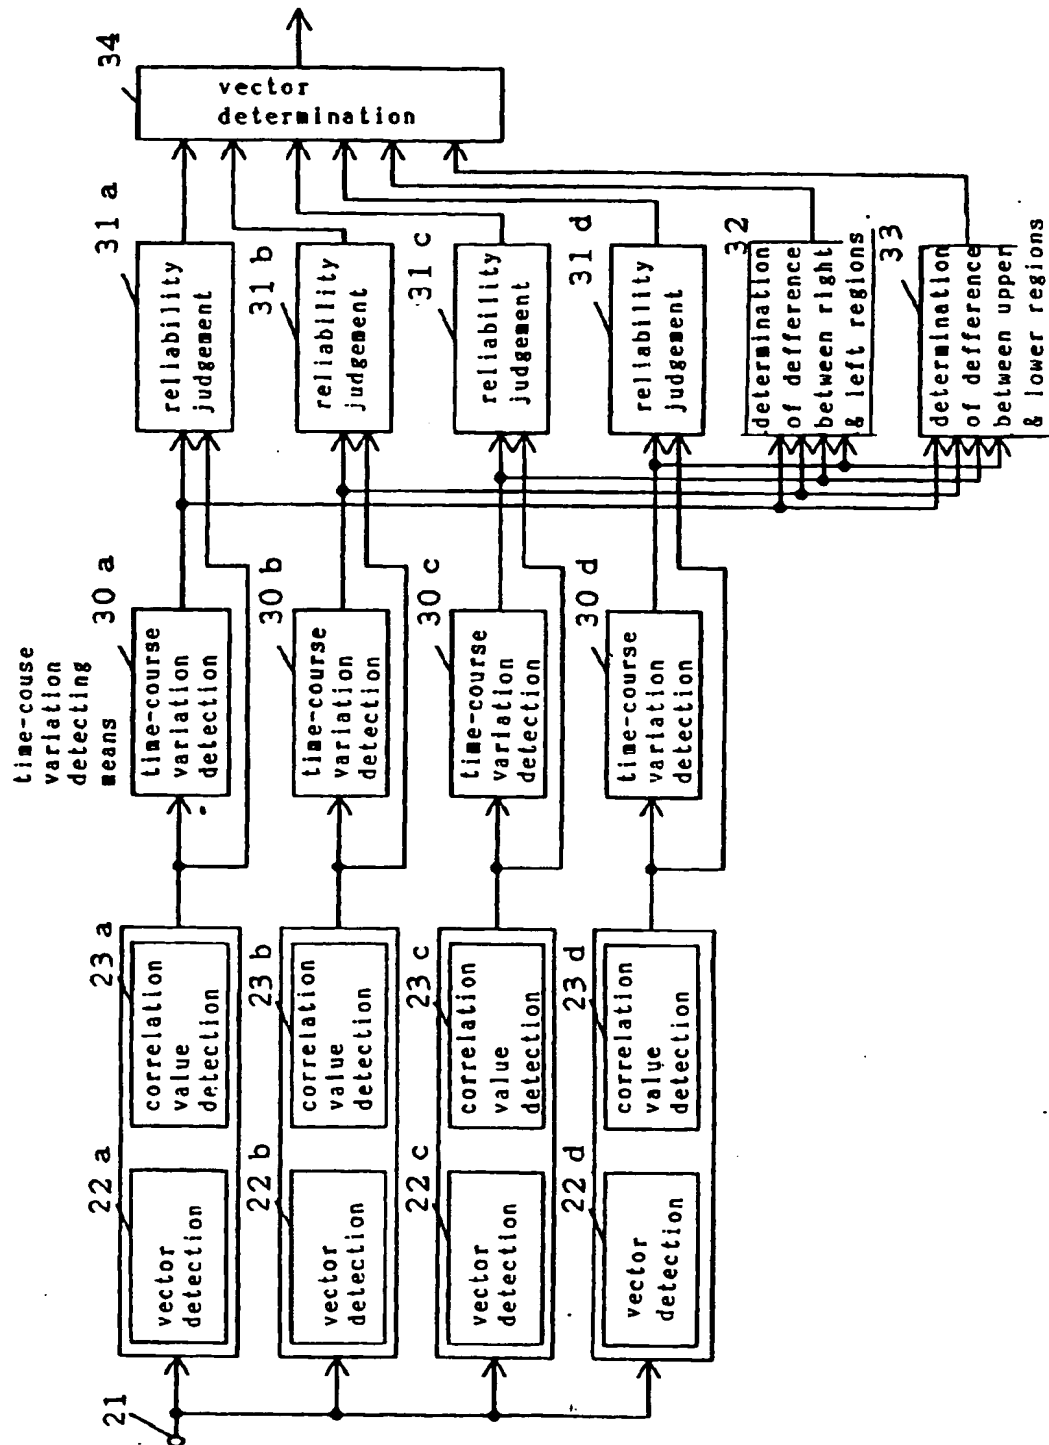 21
22 a
vector
detection
23 a
correlation
value
detection
time-couse
variation
detecting
means
30 a
time-course
variation
detection
31 a
reliability
judgement
34
vector
determination
22 b
vector
detection
23 b
correlation
value
detection
30 b
time-course
variation
detection
31 b
reliability
judgement
22 c
vector
detection
23 c
correlation
value
detection
30 c
time-course
variation
detection
31 c
reliability
judgement
22 d
vector
detection
23 d
correlation
value
detection
30 d
time-course
variation
detection
31 d
reliability
judgement
32
determination
of defference
between right
& left regions
33
determination
of defference
between upper
& lower regions